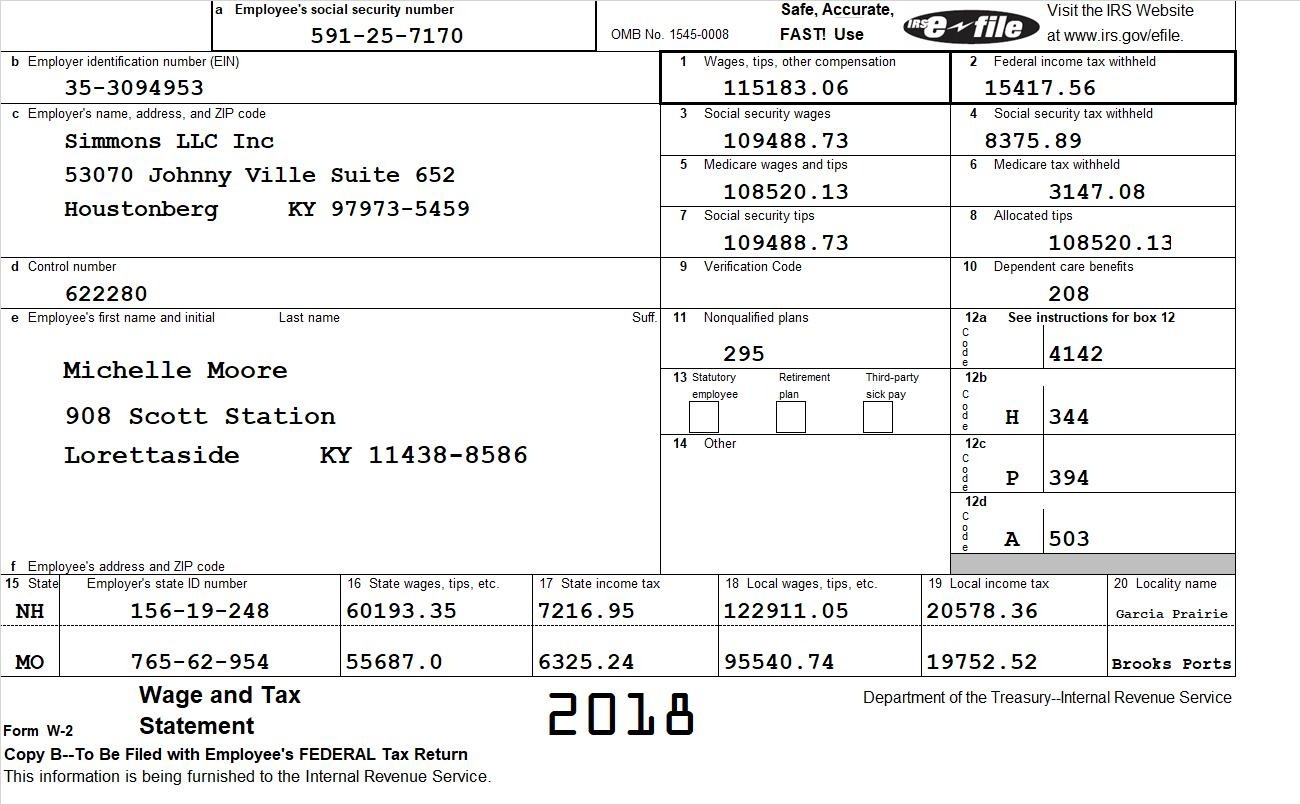 a Employee's social security number
591-25-7170
OMB No. 1545-0008
Safe, Accurate,
FAST! Use
IRS e-file
Visit the IRS Website
at www.irs.gov/efile.
b Employer identification number (EIN)
35-3094953
1 Wages, tips, other compensation
115183.06
2 Federal income tax withheld
15417.56
c Employer's name, address, and ZIP code
Simmons LLC Inc
53070 Johnny Ville Suite 652
Houstonberg KY 97973-5459
3 Social security wages
109488.73
4 Social security tax withheld
8375.89
5 Medicare wages and tips
108520.13
6 Medicare tax withheld
3147.08
7 Social security tips
109488.73
8 Allocated tips
108520.13
d Control number
622280
9 Verification Code
10 Dependent care benefits
208
e Employee's first name and initial Last name Suff.
Michelle Moore
908 Scott Station
Lorettaside KY 11438-8586
11 Nonqualified plans
295
12a See instructions for box 12
Code
4142
13 Statutory employee
Retirement plan
Third-party sick pay
12b
Code
H 344
14 Other
12c
Code
P 394
12d
Code
A 503
f Employee's address and ZIP code
15 State Employer's state ID number 16 State wages, tips, etc. 17 State income tax 18 Local wages, tips, etc. 19 Local income tax 20 Locality name
NH 156-19-248 60193.35 7216.95 122911.05 20578.36 Garcia Prairie
MO 765-62-954 55687.0 6325.24 95540.74 19752.52 Brooks Ports
Form W-2
Wage and Tax
Statement
2018
Department of the Treasury--Internal Revenue Service
Copy B--To Be Filed with Employee's FEDERAL Tax Return
This information is being furnished to the Internal Revenue Service.